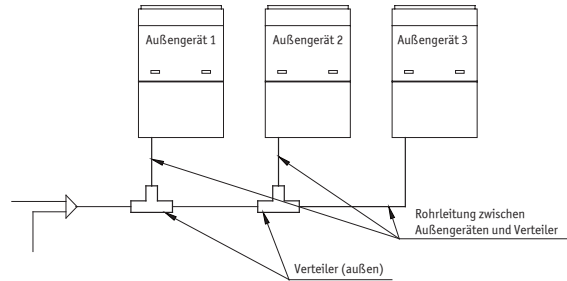 Außengerät 1
Außengerät 2
Außengerät 3
Rohrleitung zwischen
Außengeräten und Verteiler
Verteiler (außen)